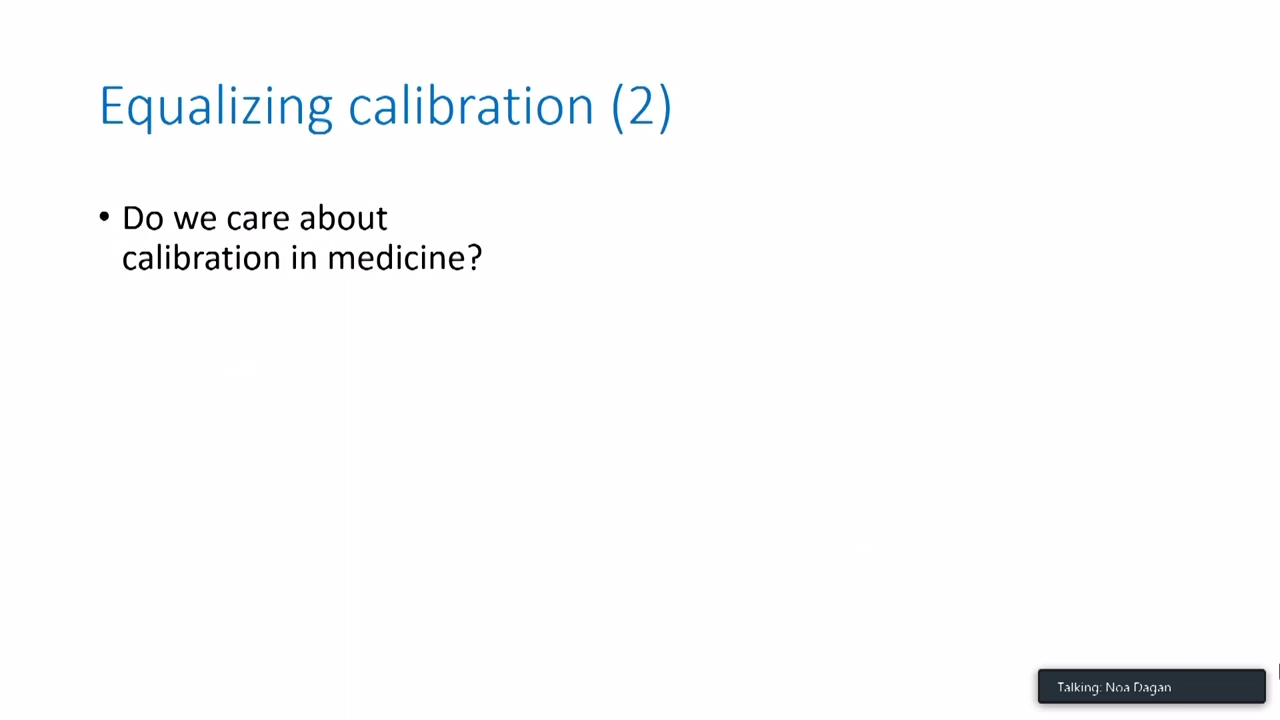 Equalizing calibration (2)
• Do we care about
calibration in medicine?
Talking: Noa Dagan